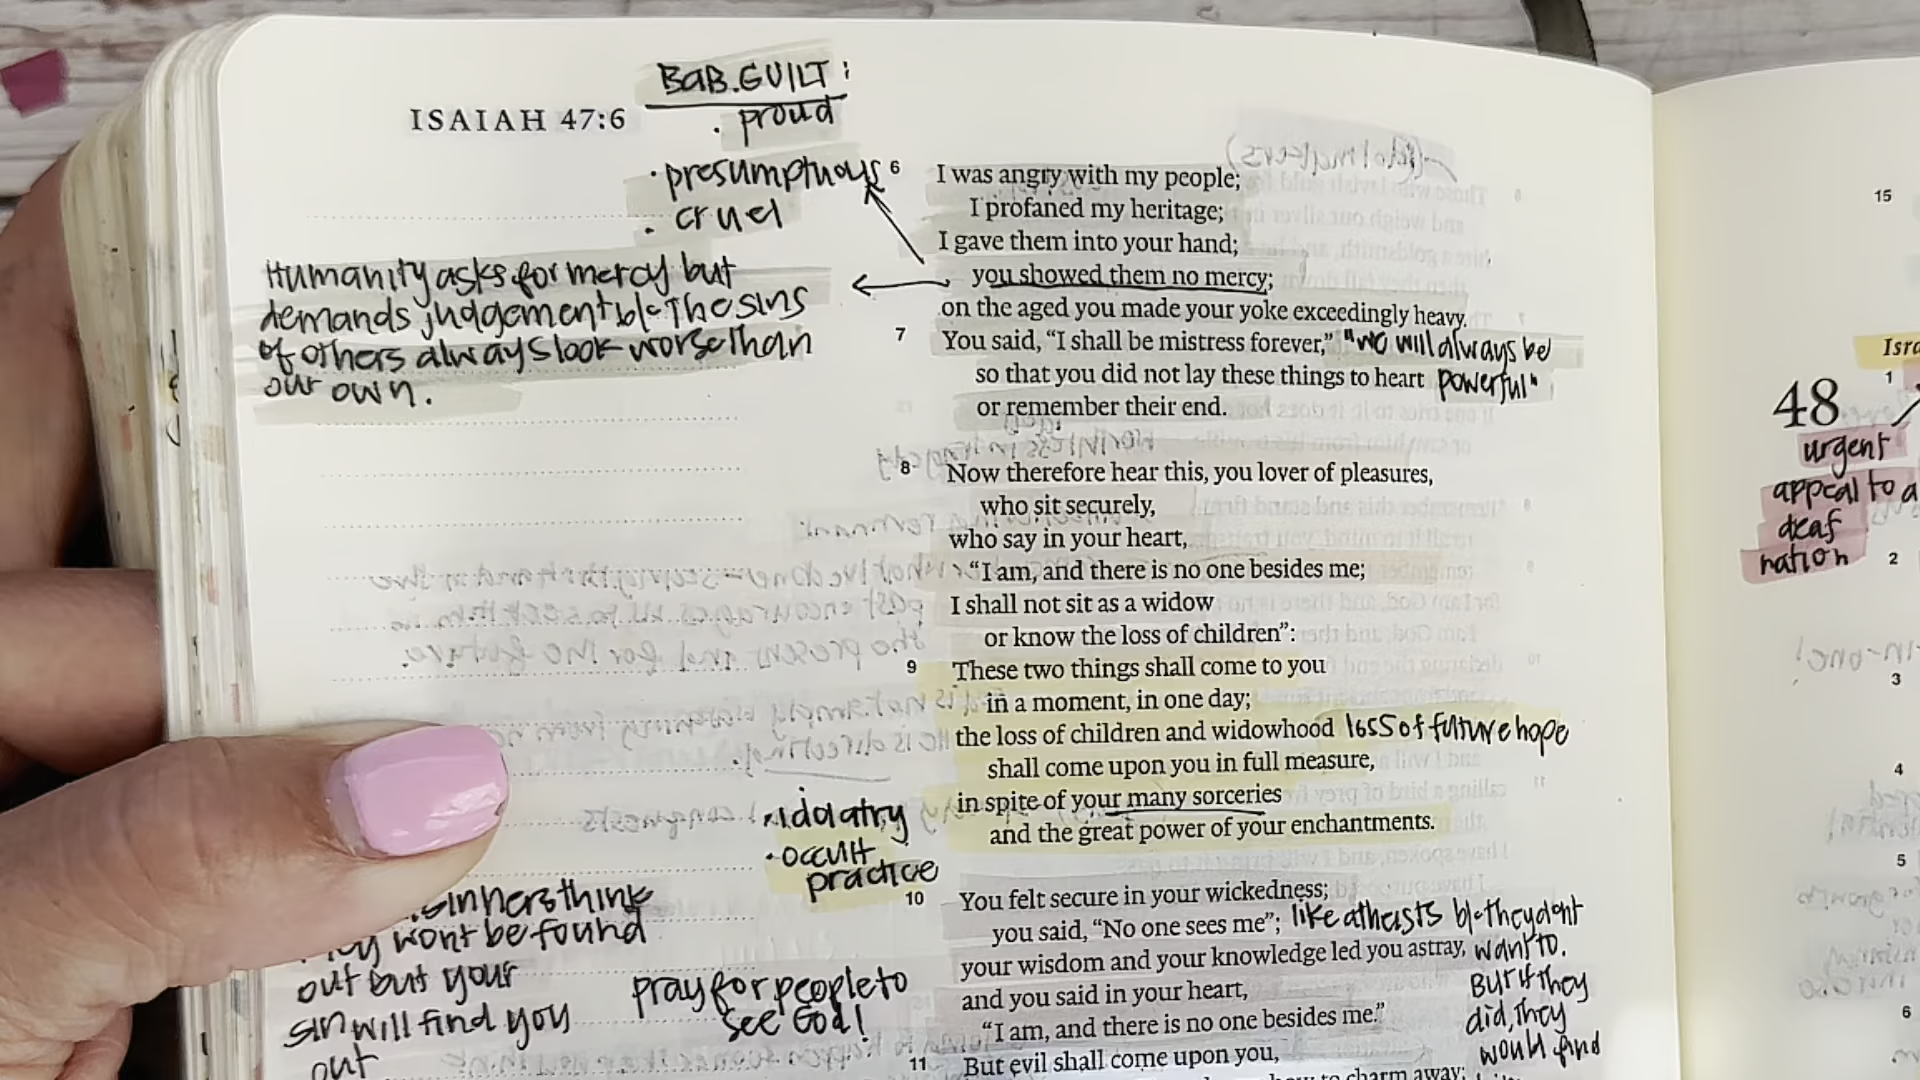 BaB. GUILT:
ISAIAH 47:6
. proud
· presumptuous
. cruel
Humanity asks for mercy but
demands judgement b/c The sins
of others always look worse Than
our own.
6 I was angry with my people;
I profaned my heritage;
I gave them into your hand;
you showed them no mercy;
on the aged you made your yoke exceedingly heavy.
7 You said, “I shall be mistress forever,” "we will always be
so that you did not lay these things to heart powerful"
or remember their end.
8 Now therefore hear this, you lover of pleasures,
who sit securely,
who say in your heart,
“I am, and there is no one besides me;
I shall not sit as a widow
or know the loss of children”:
9 These two things shall come to you
in a moment, in one day;
the loss of children and widowhood loss of future hope
shall come upon you in full measure,
in spite of your many sorceries
and the great power of your enchantments.
· idolatry
· occult
practice
10 You felt secure in your wickedness;
you said, “No one sees me”; like atheists b/c they dont
your wisdom and your knowledge led you astray, want to.
and you said in your heart,
“I am, and there is no one besides me.”
11 But evil shall come upon you,
to charm away;
But if they
did, they
would find
sinners think
they wont be found
out but your
sin will find you
out
pray for people to
see God!
15
Isra
48 1
urgent
appeal to a
deaf
nation 2
3
4
5
6